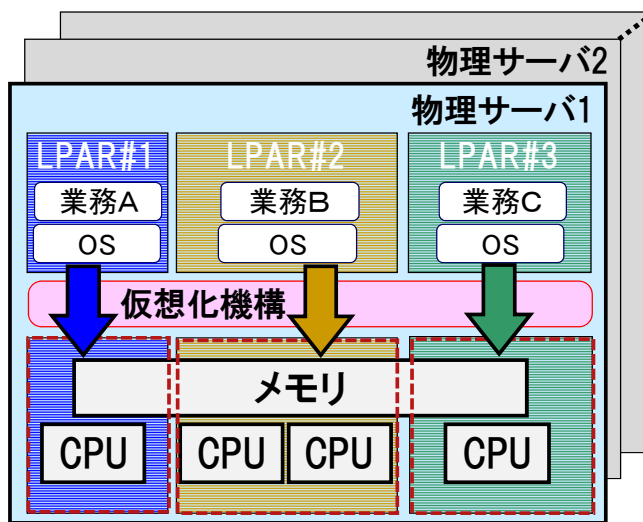 物理サーバ2
物理サーバ1
LPAR#1 LPAR#2 LPAR#3
業務A 業務B 業務C
OS OS OS
仮想化機構
メモリ
CPU CPU CPU CPU